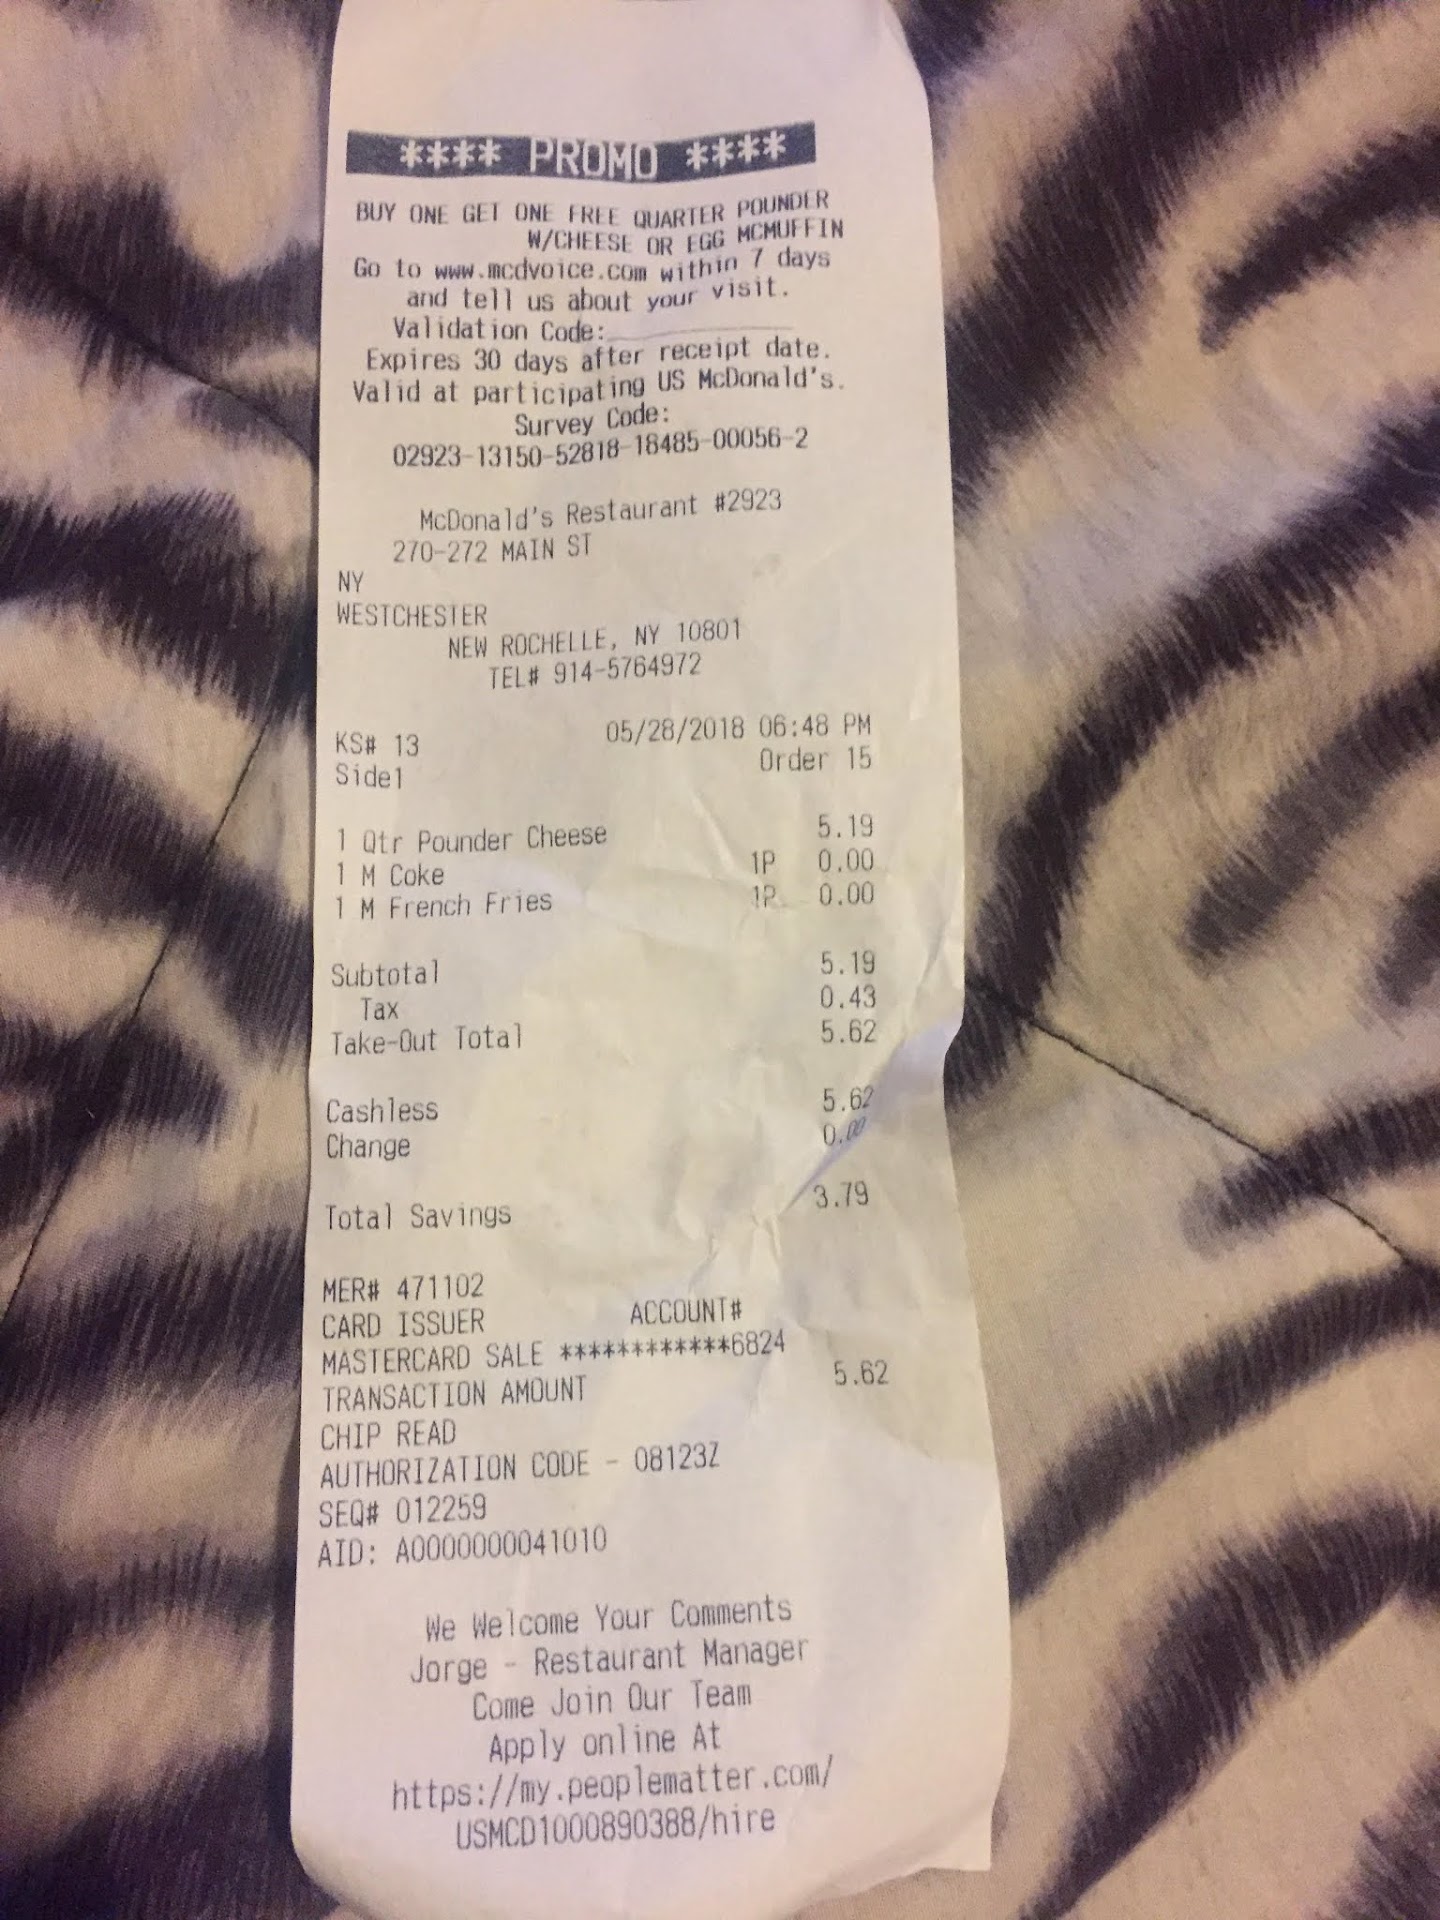 **** PROMO ****
BUY ONE GET ONE FREE QUARTER POUNDER
W/CHEESE OR EGG MCMUFFIN
Go to www.mcdvoice.com within 7 days
and tell us about your visit.
Validation Code:
Expires 30 days after receipt date.
Valid at participating US McDonald's.
Survey Code:
02923-13150-52818-18485-00056-2
McDonald's Restaurant #2923
270-272 MAIN ST
NY
WESTCHESTER
NEW ROCHELLE, NY 10801
TEL# 914-5764972
KS# 13 05/28/2018 06:48 PM
Side1 Order 15
1 Qtr Pounder Cheese 5.19
1 M Coke 1P 0.00
1 M French Fries 1P 0.00
Subtotal 5.19
Tax 0.43
Take-Out Total 5.62
Cashless 5.62
Change 0.00
Total Savings 3.79
MER# 471102
CARD ISSUER ACCOUNT#
MASTERCARD SALE ************6824
TRANSACTION AMOUNT 5.62
CHIP READ
AUTHORIZATION CODE - 08123Z
SEQ# 012259
AID: A0000000041010
We Welcome Your Comments
Jorge - Restaurant Manager
Come Join Our Team
Apply online At
https://my.peoplematter.com/
USMCD1000890388/hire